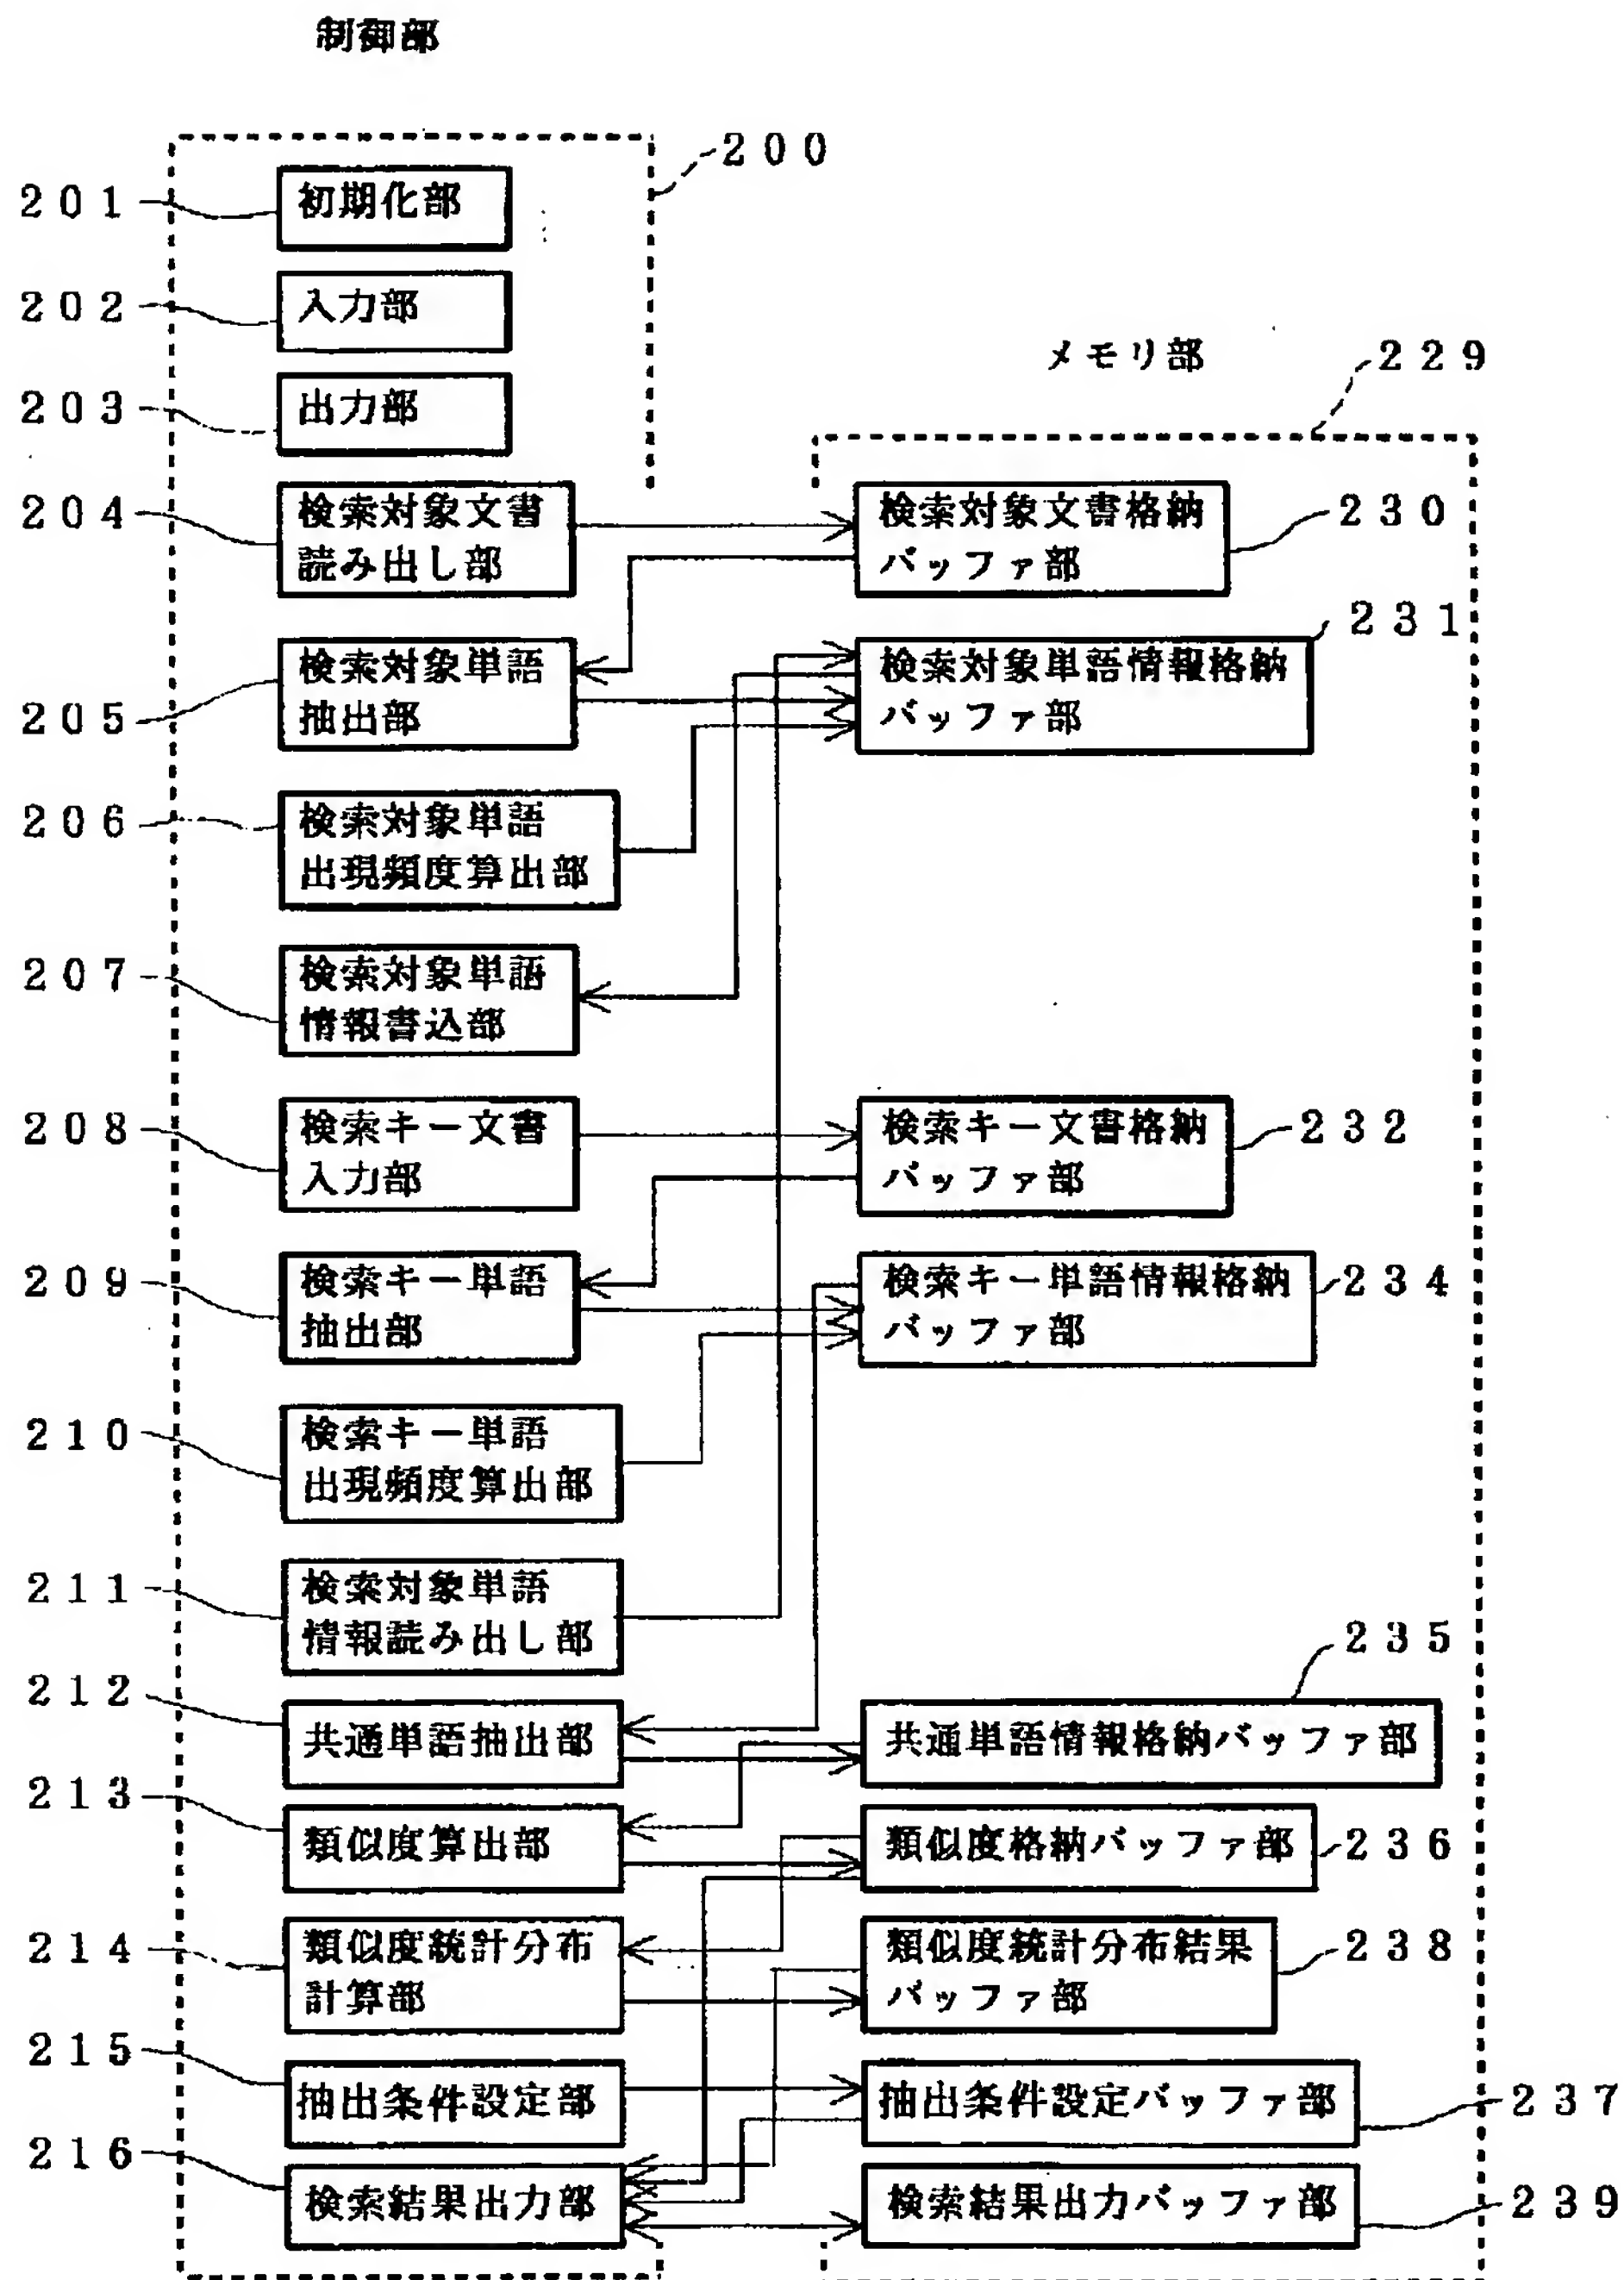 制御部
200
201
初期化部
202
入力部
203
出力部
メモリ部
229
204
検索対象文書
読み出し部
検索対象文書格納
バッファ部
230
205
検索対象単語
抽出部
検索対象単語情報格納
バッファ部
231
206
検索対象単語
出現頻度算出部
207
検索対象単語
情報書込部
208
検索キー文書
入力部
検索キー文書格納
バッファ部
232
209
検索キー単語
抽出部
検索キー単語情報格納
バッファ部
234
210
検索キー単語
出現頻度算出部
211
検索対象単語
情報読み出し部
212
共通単語抽出部
共通単語情報格納バッファ部
235
213
類似度算出部
類似度格納バッファ部
236
214
類似度統計分布
計算部
類似度統計分布結果
バッファ部
238
215
抽出条件設定部
抽出条件設定バッファ部
237
216
検索結果出力部
検索結果出力バッファ部
239